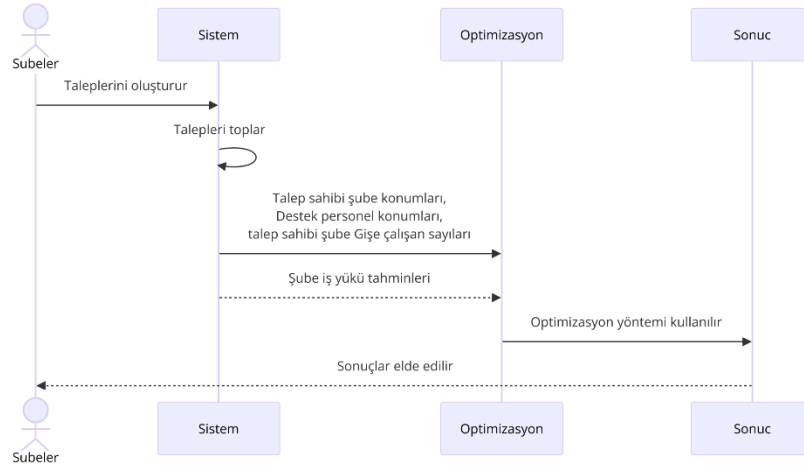 Sistem
Optimizasyon
Sonuc
Subeler
Taleplerini oluşturur
Talepleri toplar
Talep sahibi şube konumları,
Destek personel konumları,
talep sahibi şube Gişe çalışan sayıları
Şube iş yükü tahminleri
Optimizasyon yöntemi kullanılır
Sonuçlar elde edilir
Sistem
Optimizasyon
Sonuc
Subeler